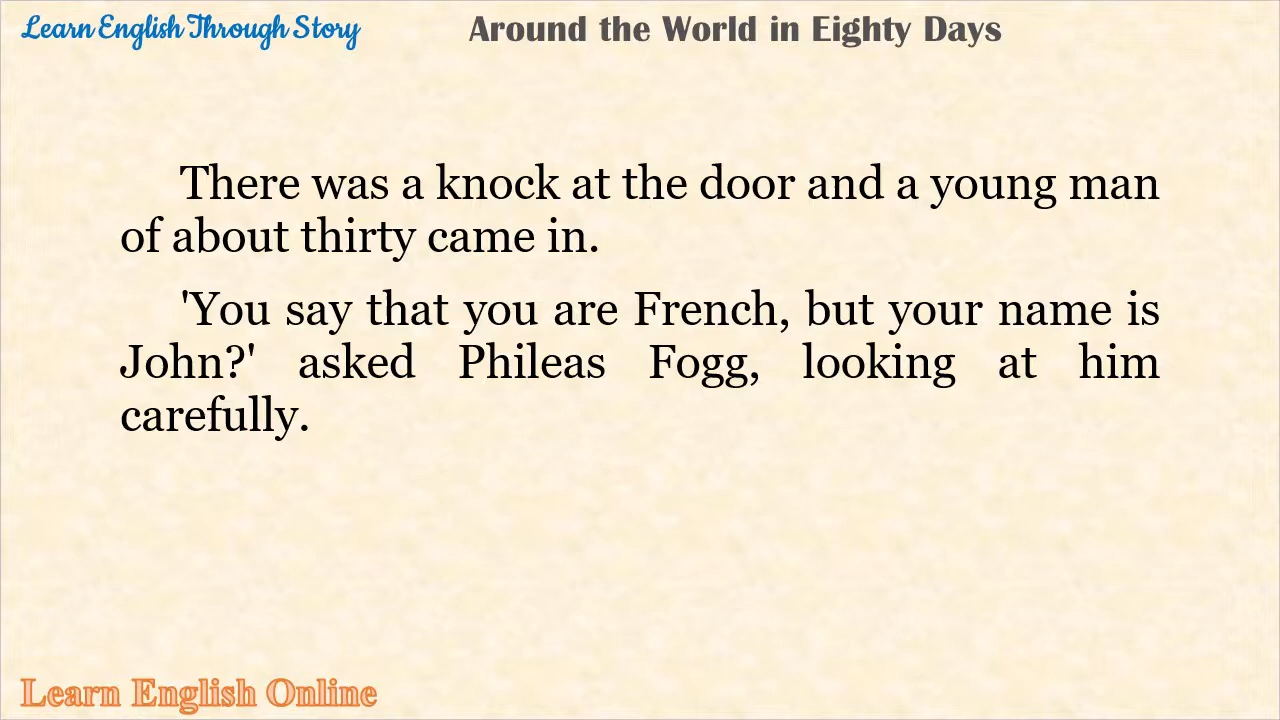 Learn English Through Story
Around the World in Eighty Days
There was a knock at the door and a young man
of about thirty came in.
'You say that you are French, but your name is
John?' asked Phileas Fogg, looking at him
carefully.
Learn English Online